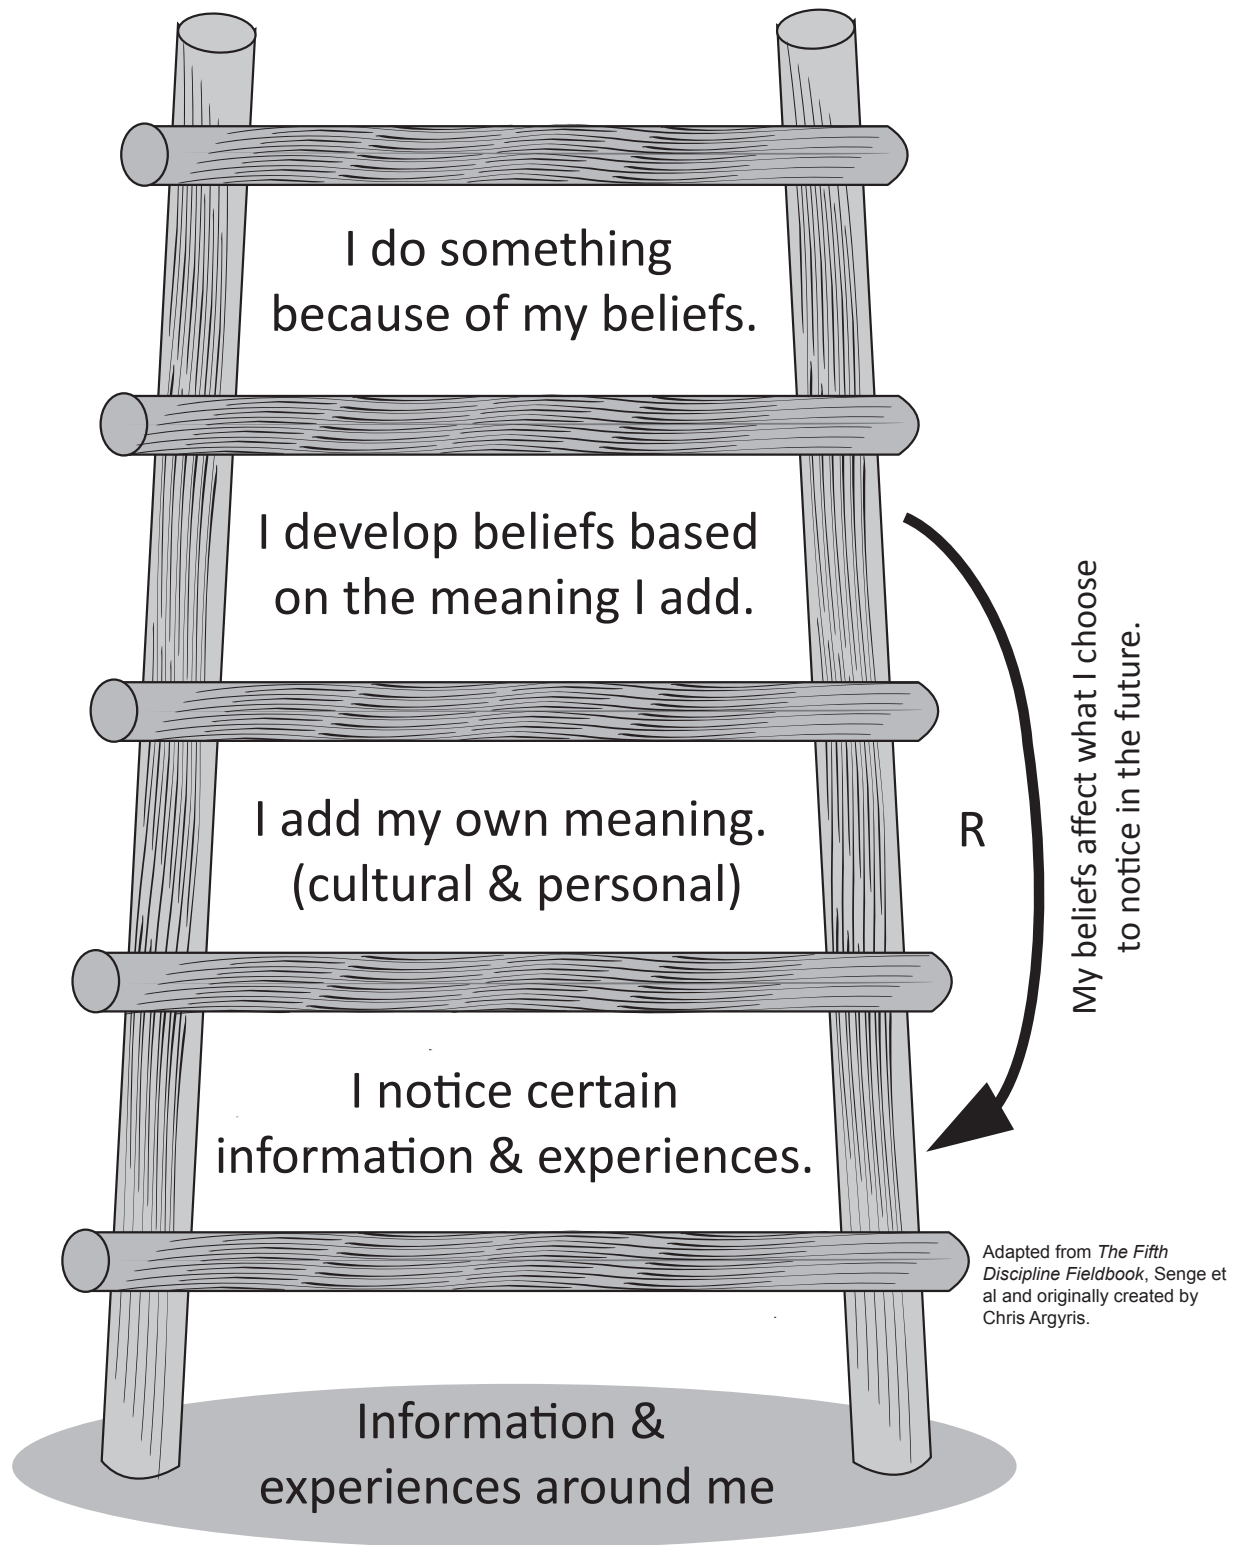 I do something
because of my beliefs.
I develop beliefs based
on the meaning I add.
I add my own meaning.
(cultural & personal)
R
My beliefs affect what I choose
to notice in the future.
I notice certain
information & experiences.
Adapted from The Fifth
Discipline Fieldbook, Senge et
al and originally created by
Chris Argyris.
Information &
experiences around me